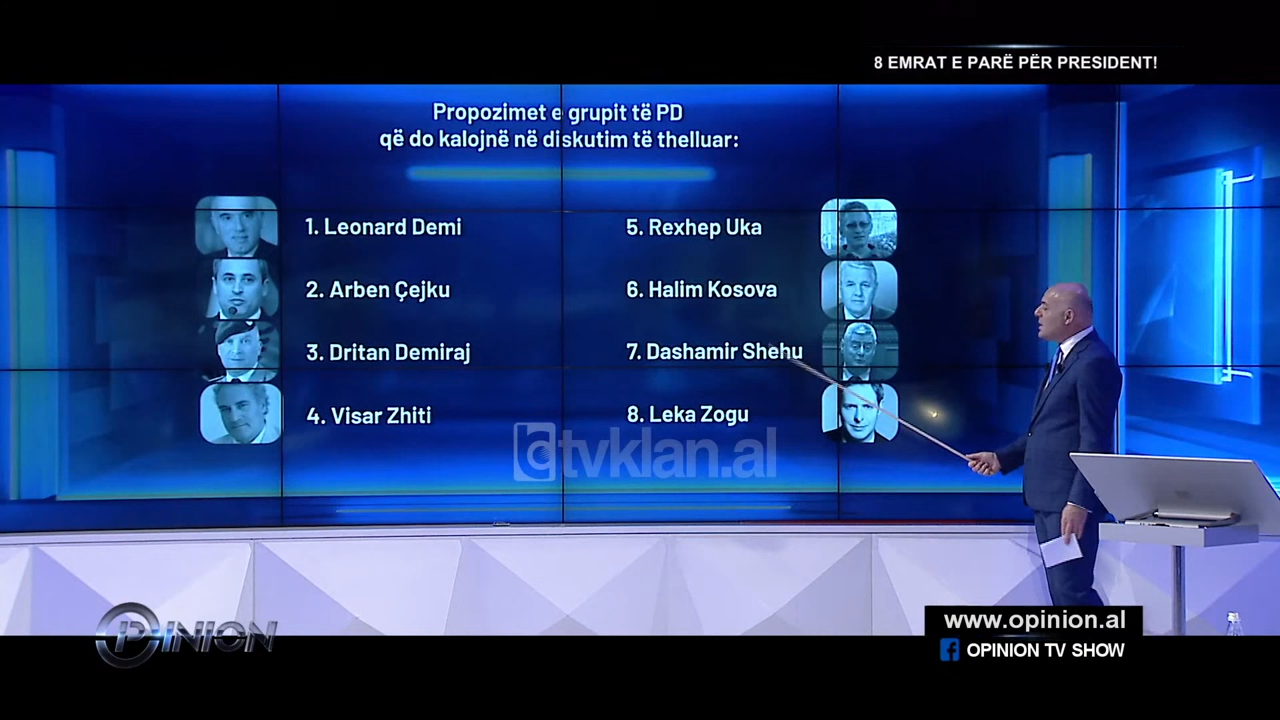 8 EMRAT E PARË PËR PRESIDENT!
Propozimet e grupit të PD
që do kalojnë në diskutim të thelluar:
1. Leonard Demi
2. Arben Çejku
3. Dritan Demiraj
4. Visar Zhiti
5. Rexhep Uka
6. Halim Kosova
7. Dashamir Shehu
8. Leka Zogu
tvklan.al
OPINION
www.opinion.al
OPINION TV SHOW